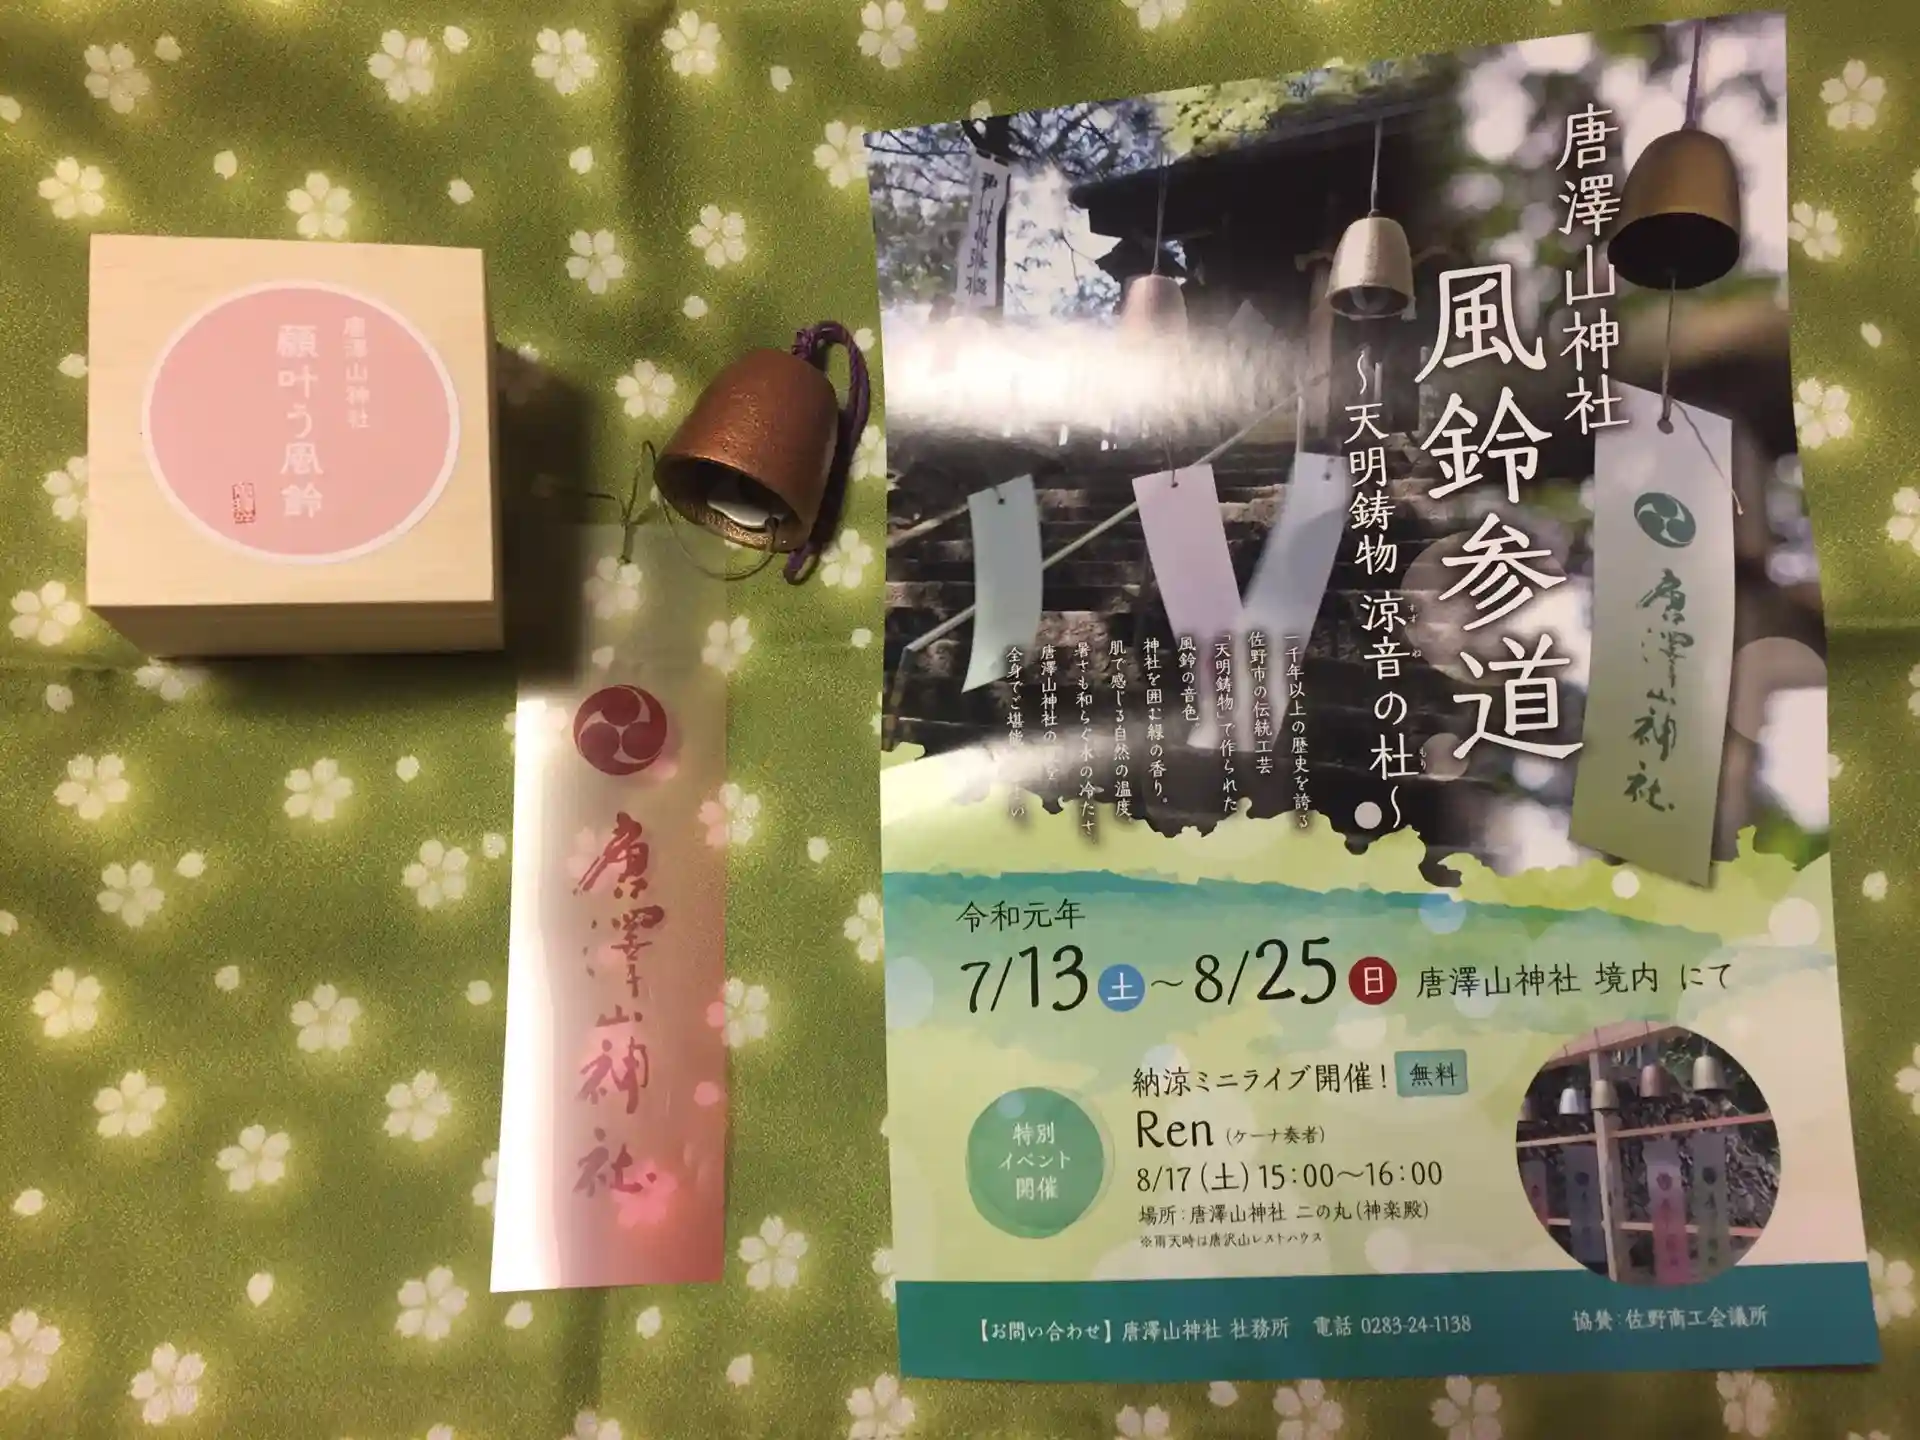 唐澤山神社
願叶う風鈴
唐澤山神社
唐澤山神社
風鈴参道
～天明鋳物 涼音の杜～
すずね
もり
一千年以上の歴史を誇る
佐野市の伝統工芸
「天明鋳物」で作られた
風鈴の音色。
神社を囲む緑の香り。
肌で感じる自然の温度。
暑さも和らぐ水の冷たさ。
唐澤山神社の
全身でご堪能
唐澤山神社
令和元年
7/13 土 ～ 8/25 日 唐澤山神社 境内 にて
特別
イベント
開催
納涼ミニライブ開催! 無料
Ren (ケーナ奏者)
8/17(土)15:00～16:00
場所:唐澤山神社 二の丸(神楽殿)
※雨天時は唐沢山レストハウス
【お問い合わせ】唐澤山神社 社務所 電話 0283-24-1138
協賛:佐野商工会議所